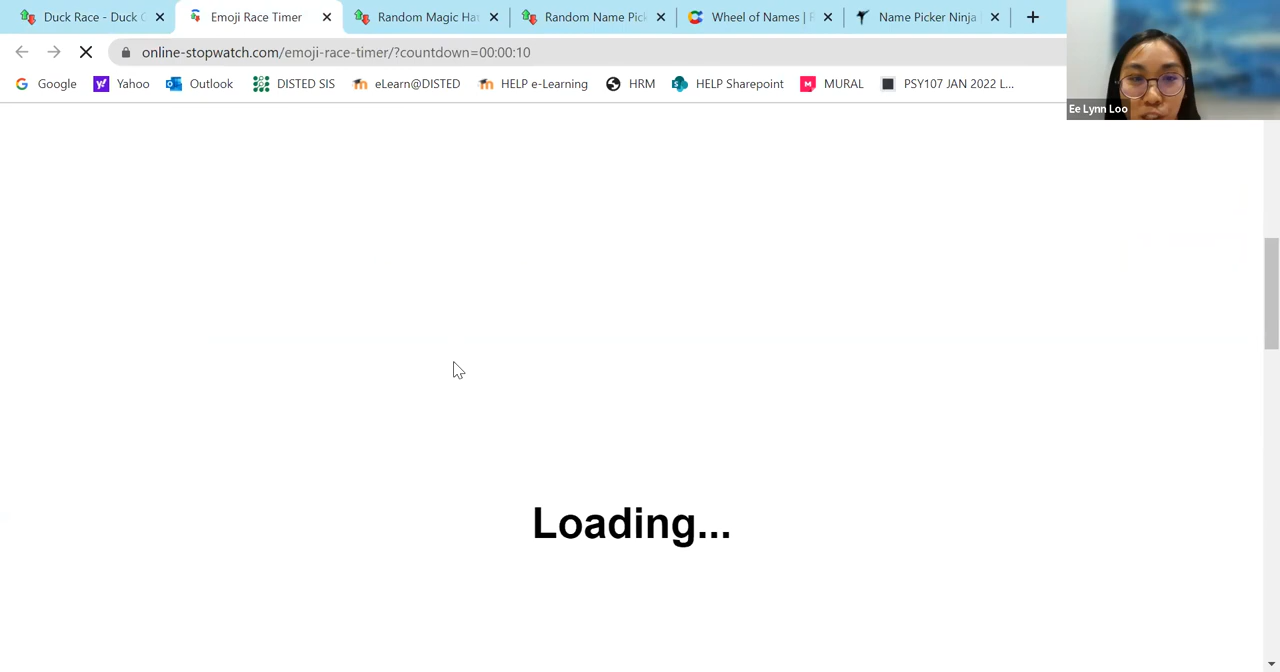 Duck Race - Duck C
Emoji Race Timer
Random Magic Hat
Random Name Pick
Wheel of Names |
Name Picker Ninja
online-stopwatch.com/emoji-race-timer/?countdown=00:00:10
Google
Yahoo
Outlook
DISTED SIS
eLearn@DISTED
HELP e-Learning
HRM
HELP Sharepoint
MURAL
PSY107 JAN 2022 L...
Ee Lynn Loo
Loading...